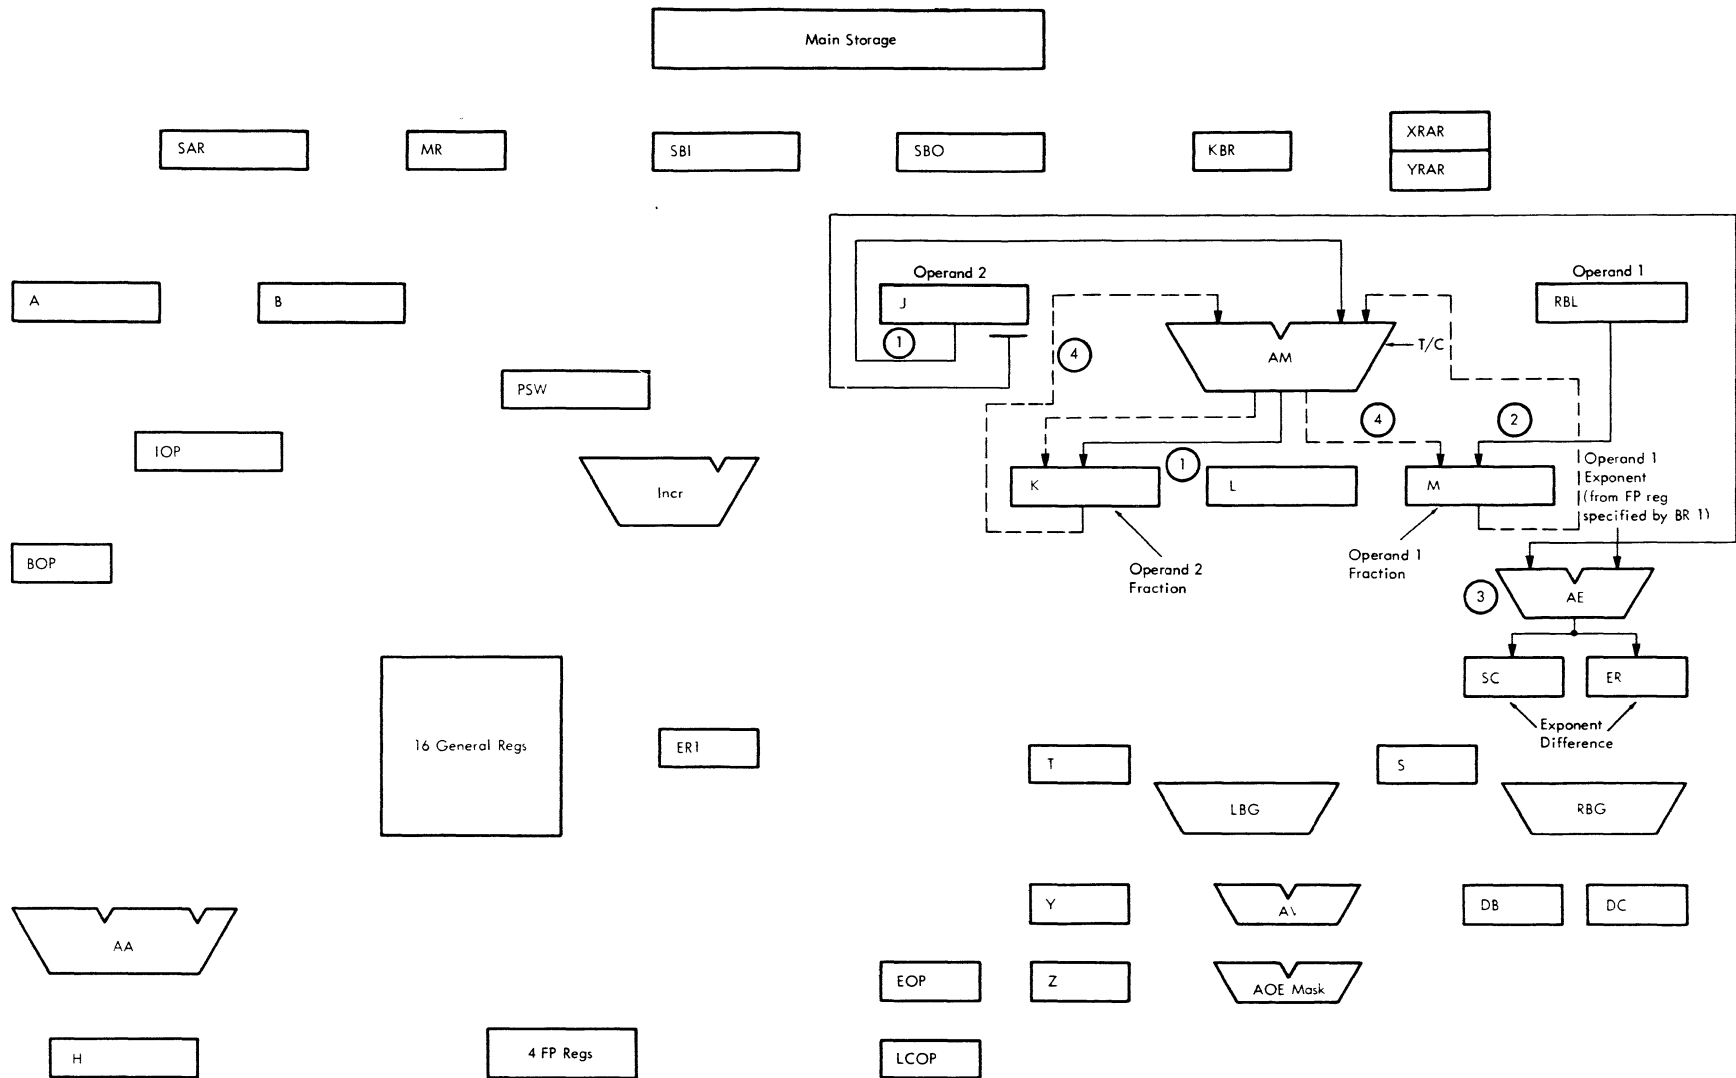 Main Storage
SAR
MR
SBI
SBO
KBR
XRAR
YRAR
Operand 2
Operand 1
A
B
J
RBL
1
4
AM
T/C
PSW
4
2
IOP
1
Operand 1
Exponent
(from FP reg
specified by BR 1)
Incr
K
L
M
BOP
Operand 2
Fraction
Operand 1
Fraction
3
AE
SC
ER
16 General Regs
ER1
Exponent
Difference
T
S
LBG
RBG
Y
DB
DC
AA
EOP
Z
AOE Mask
H
4 FP Regs
LCOP